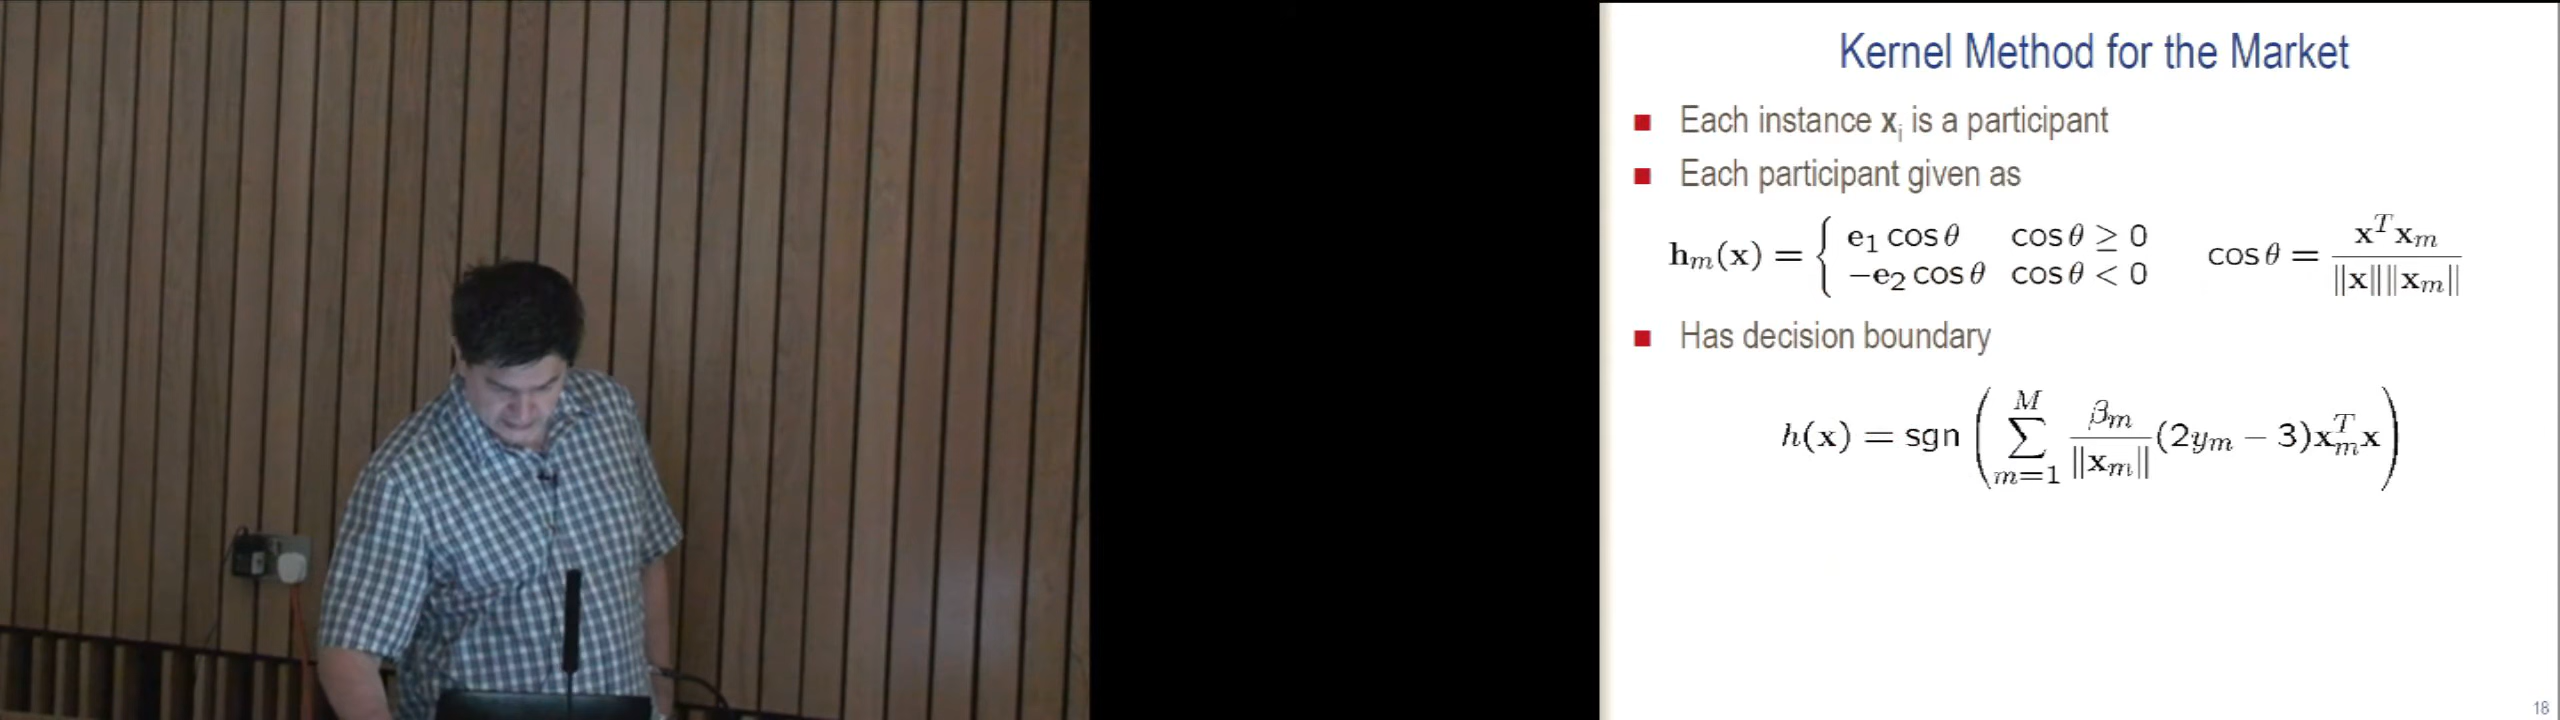 Kernel Method for the Market
Each instance xᵢ is a participant
Each participant given as
hₘ(x) = { e₁ cos θ cos θ ≥ 0 −e₂ cos θ cos θ < 0 cos θ = xᵀxₘ / ‖x‖‖xₘ‖
Has decision boundary
h(x) = sgn ( ∑ₘ₌₁ᴹ βₘ / ‖xₘ‖ (2yₘ − 3)xₘᵀx )
18